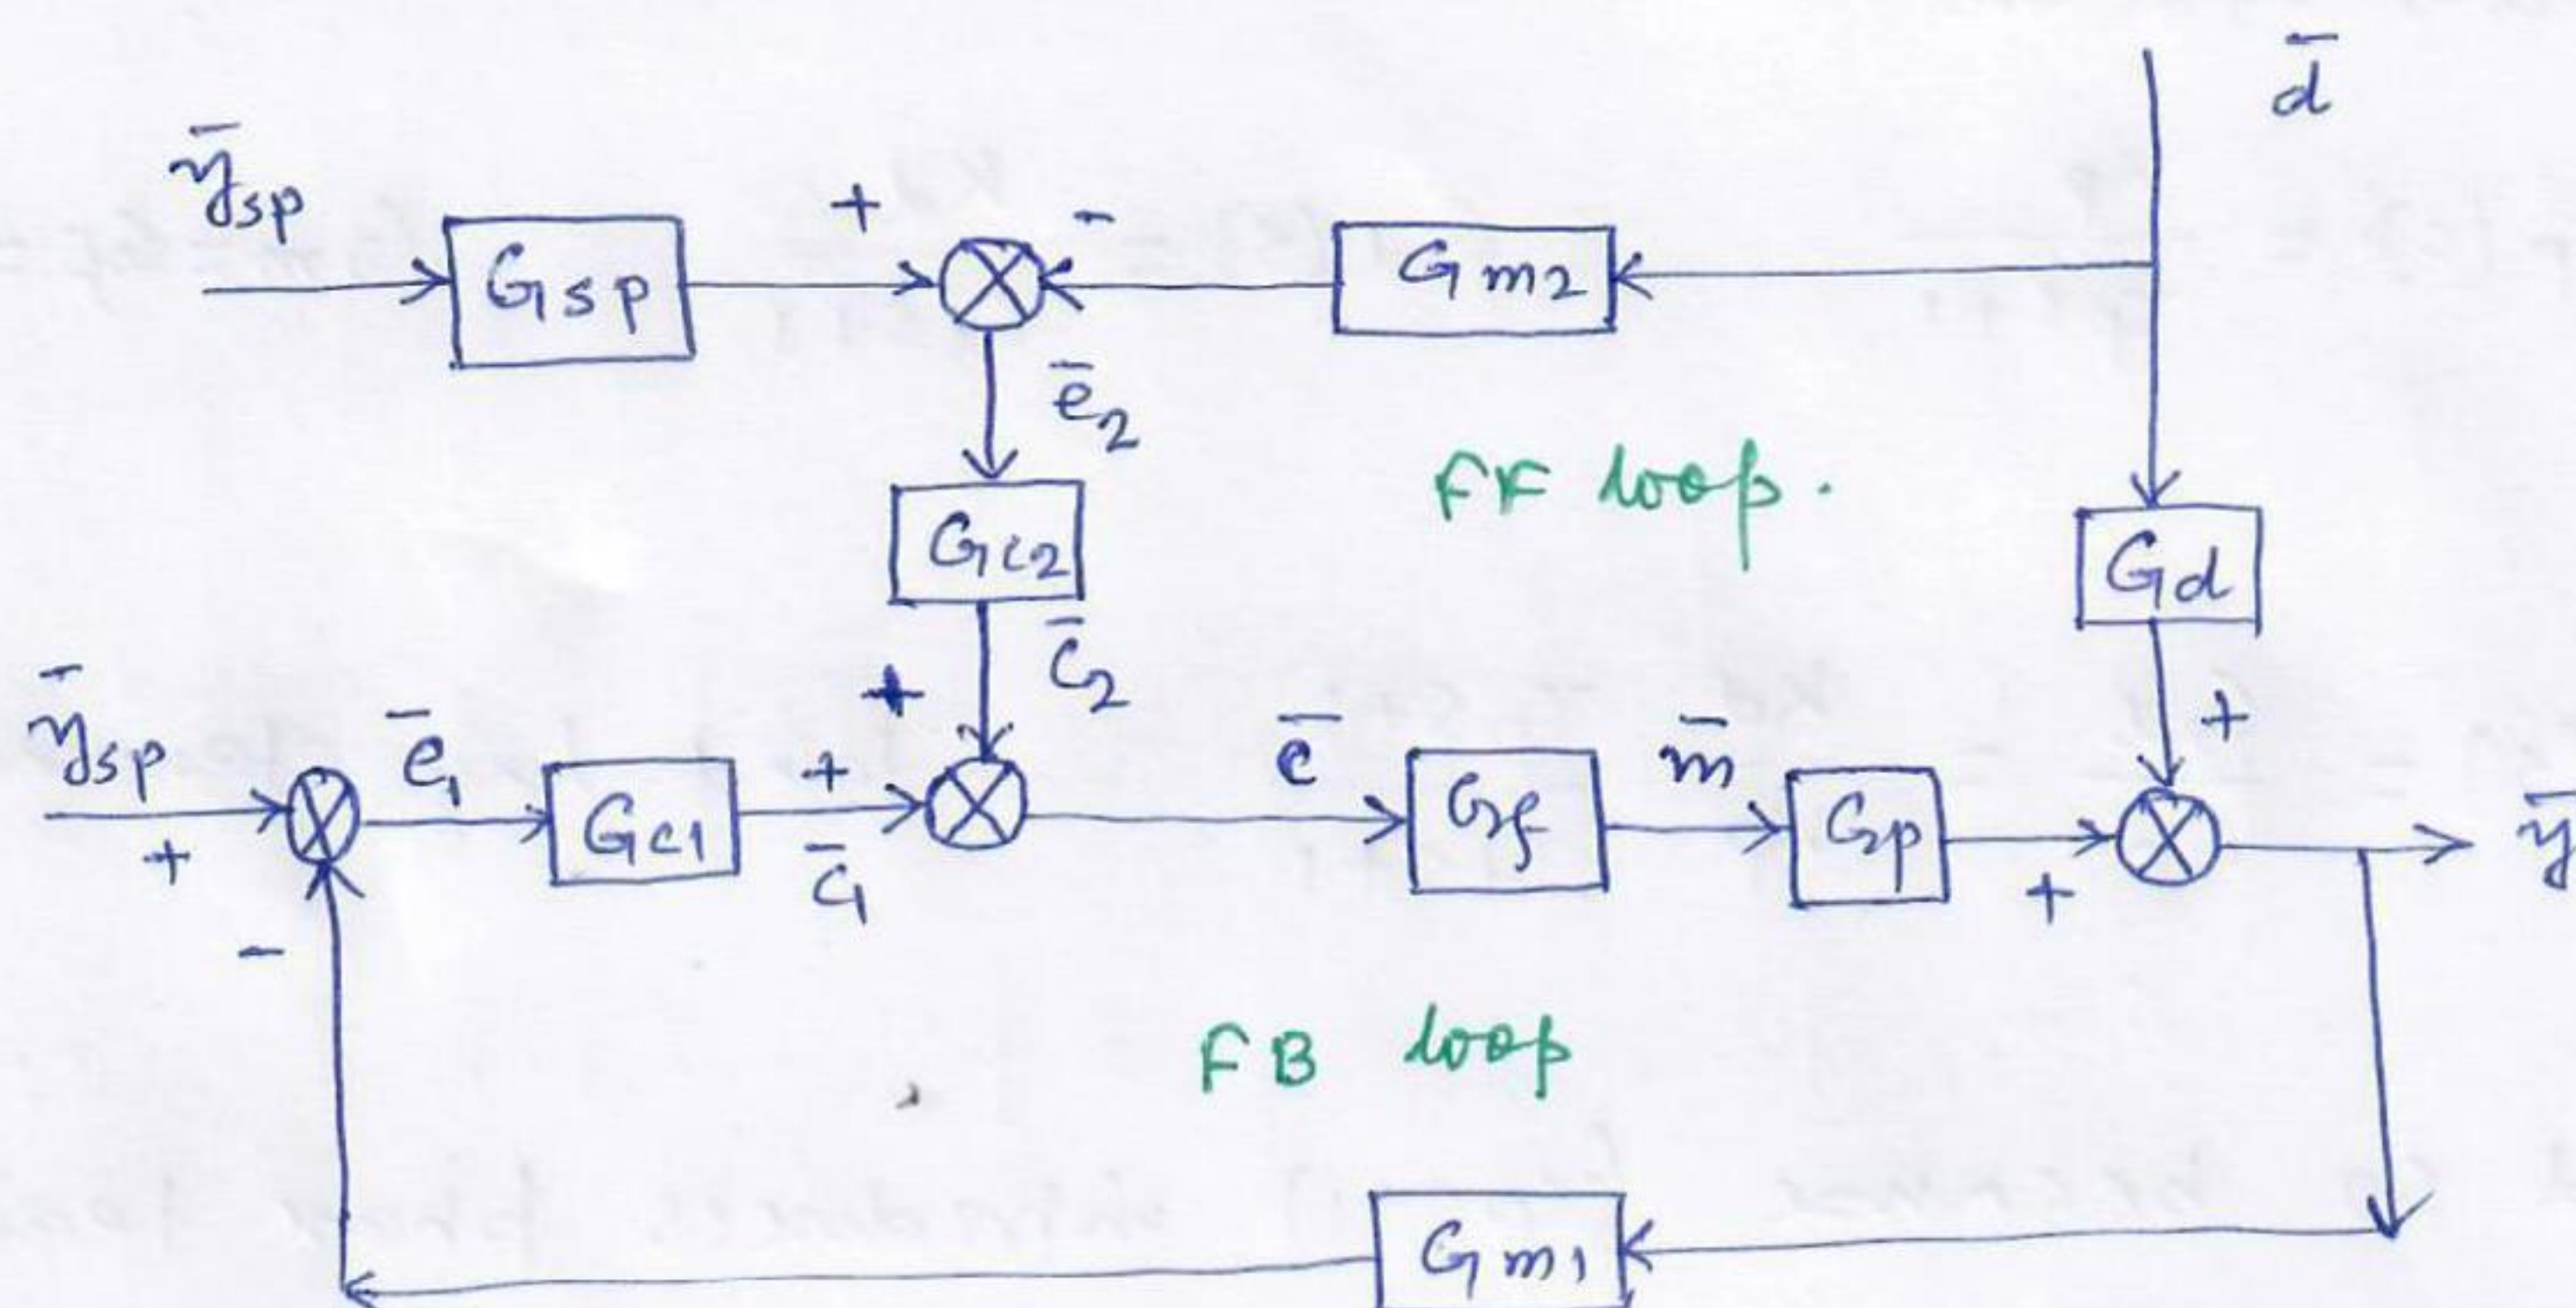 d̄
ȳsp
+
-
Gsp
Gm2
ē2
FF loop.
Gc2
Gd
+
c̄2
+
ȳsp
ē1
+
c̄
m̄
+
-
Gc1
c̄1
Gf
Gp
+
ȳ
FB loop
Gm1